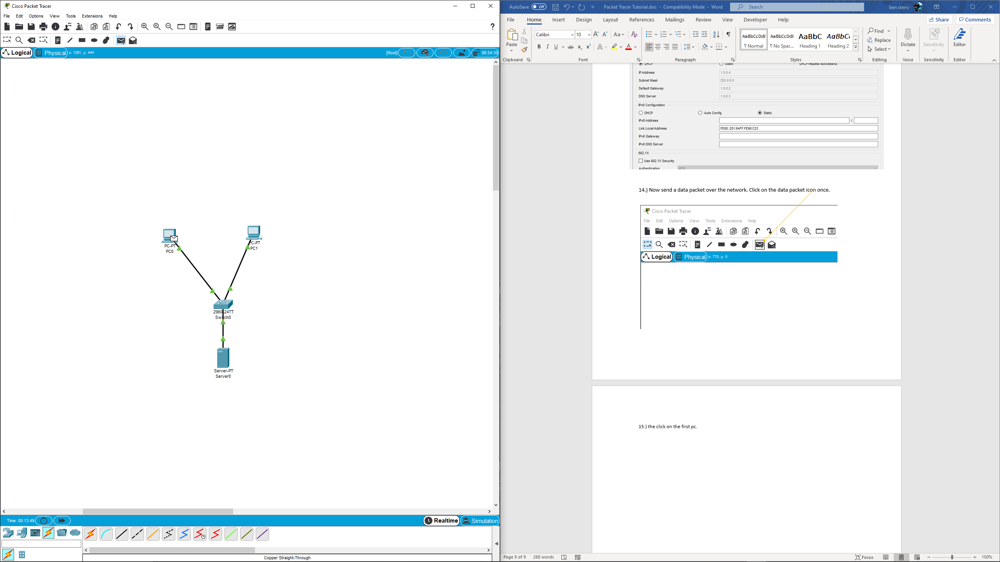 Cisco Packet Tracer
File Edit Options View Tools Extensions Help
Logical Physical x: 1291, y: 444 [Root] 06:54:30
PC-PT
PC0
PC-PT
PC1
2960-24TT
Switch0
Server-PT
Server0
Time: 00:13:49 Realtime Simulation
Copper Straight-Through
AutoSave Off Packet Tracer Tutorial.doc - Compatibility Mode - Word Search ben sterry
File Home Insert Design Layout References Mailings Review View Developer Help Share Comments
Paste
Calibri 10
AaBbCcDdE AaBbCcDdE AaBbC AaBbCc
¶ Normal ¶ No Spac... Heading 1 Heading 2
Find
Replace
Select
Dictate Sensitivity Editor
Clipboard Font Paragraph Styles Editing Voice Sensitivity Editor
DHCP Static DHCP request successful.
IP Address 1.0.0.4
Subnet Mask 255.0.0.0
Default Gateway 1.0.0.2
DNS Server 1.0.0.3
IPv6 Configuration
DHCP Auto Config Static
IPv6 Address /
Link Local Address FE80::201:64FF:FE98:C23
IPv6 Gateway
IPv6 DNS Server
802.1X
Use 802.1X Security
Authentication MD5
14.) Now send a data packet over the network. Click on the data packet icon once.
Cisco Packet Tracer
File Edit Options View Tools Extensions Help
Logical Physical x: 770, y: 0
15.) the click on the first pc.
Page 9 of 9 268 words Focus 100%